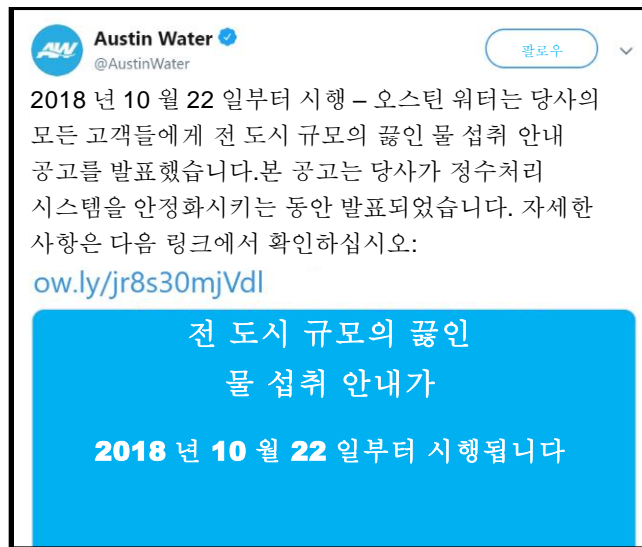 AW
Austin Water
@AustinWater
팔로우
2018 년 10 월 22 일부터 시행 – 오스틴 워터는 당사의
모든 고객들에게 전 도시 규모의 끓인 물 섭취 안내
공고를 발표했습니다.본 공고는 당사가 정수처리
시스템을 안정화시키는 동안 발표되었습니다. 자세한
사항은 다음 링크에서 확인하십시오:
ow.ly/jr8s30mjVdl
전 도시 규모의 끓인
물 섭취 안내가
2018 년 10 월 22 일부터 시행됩니다